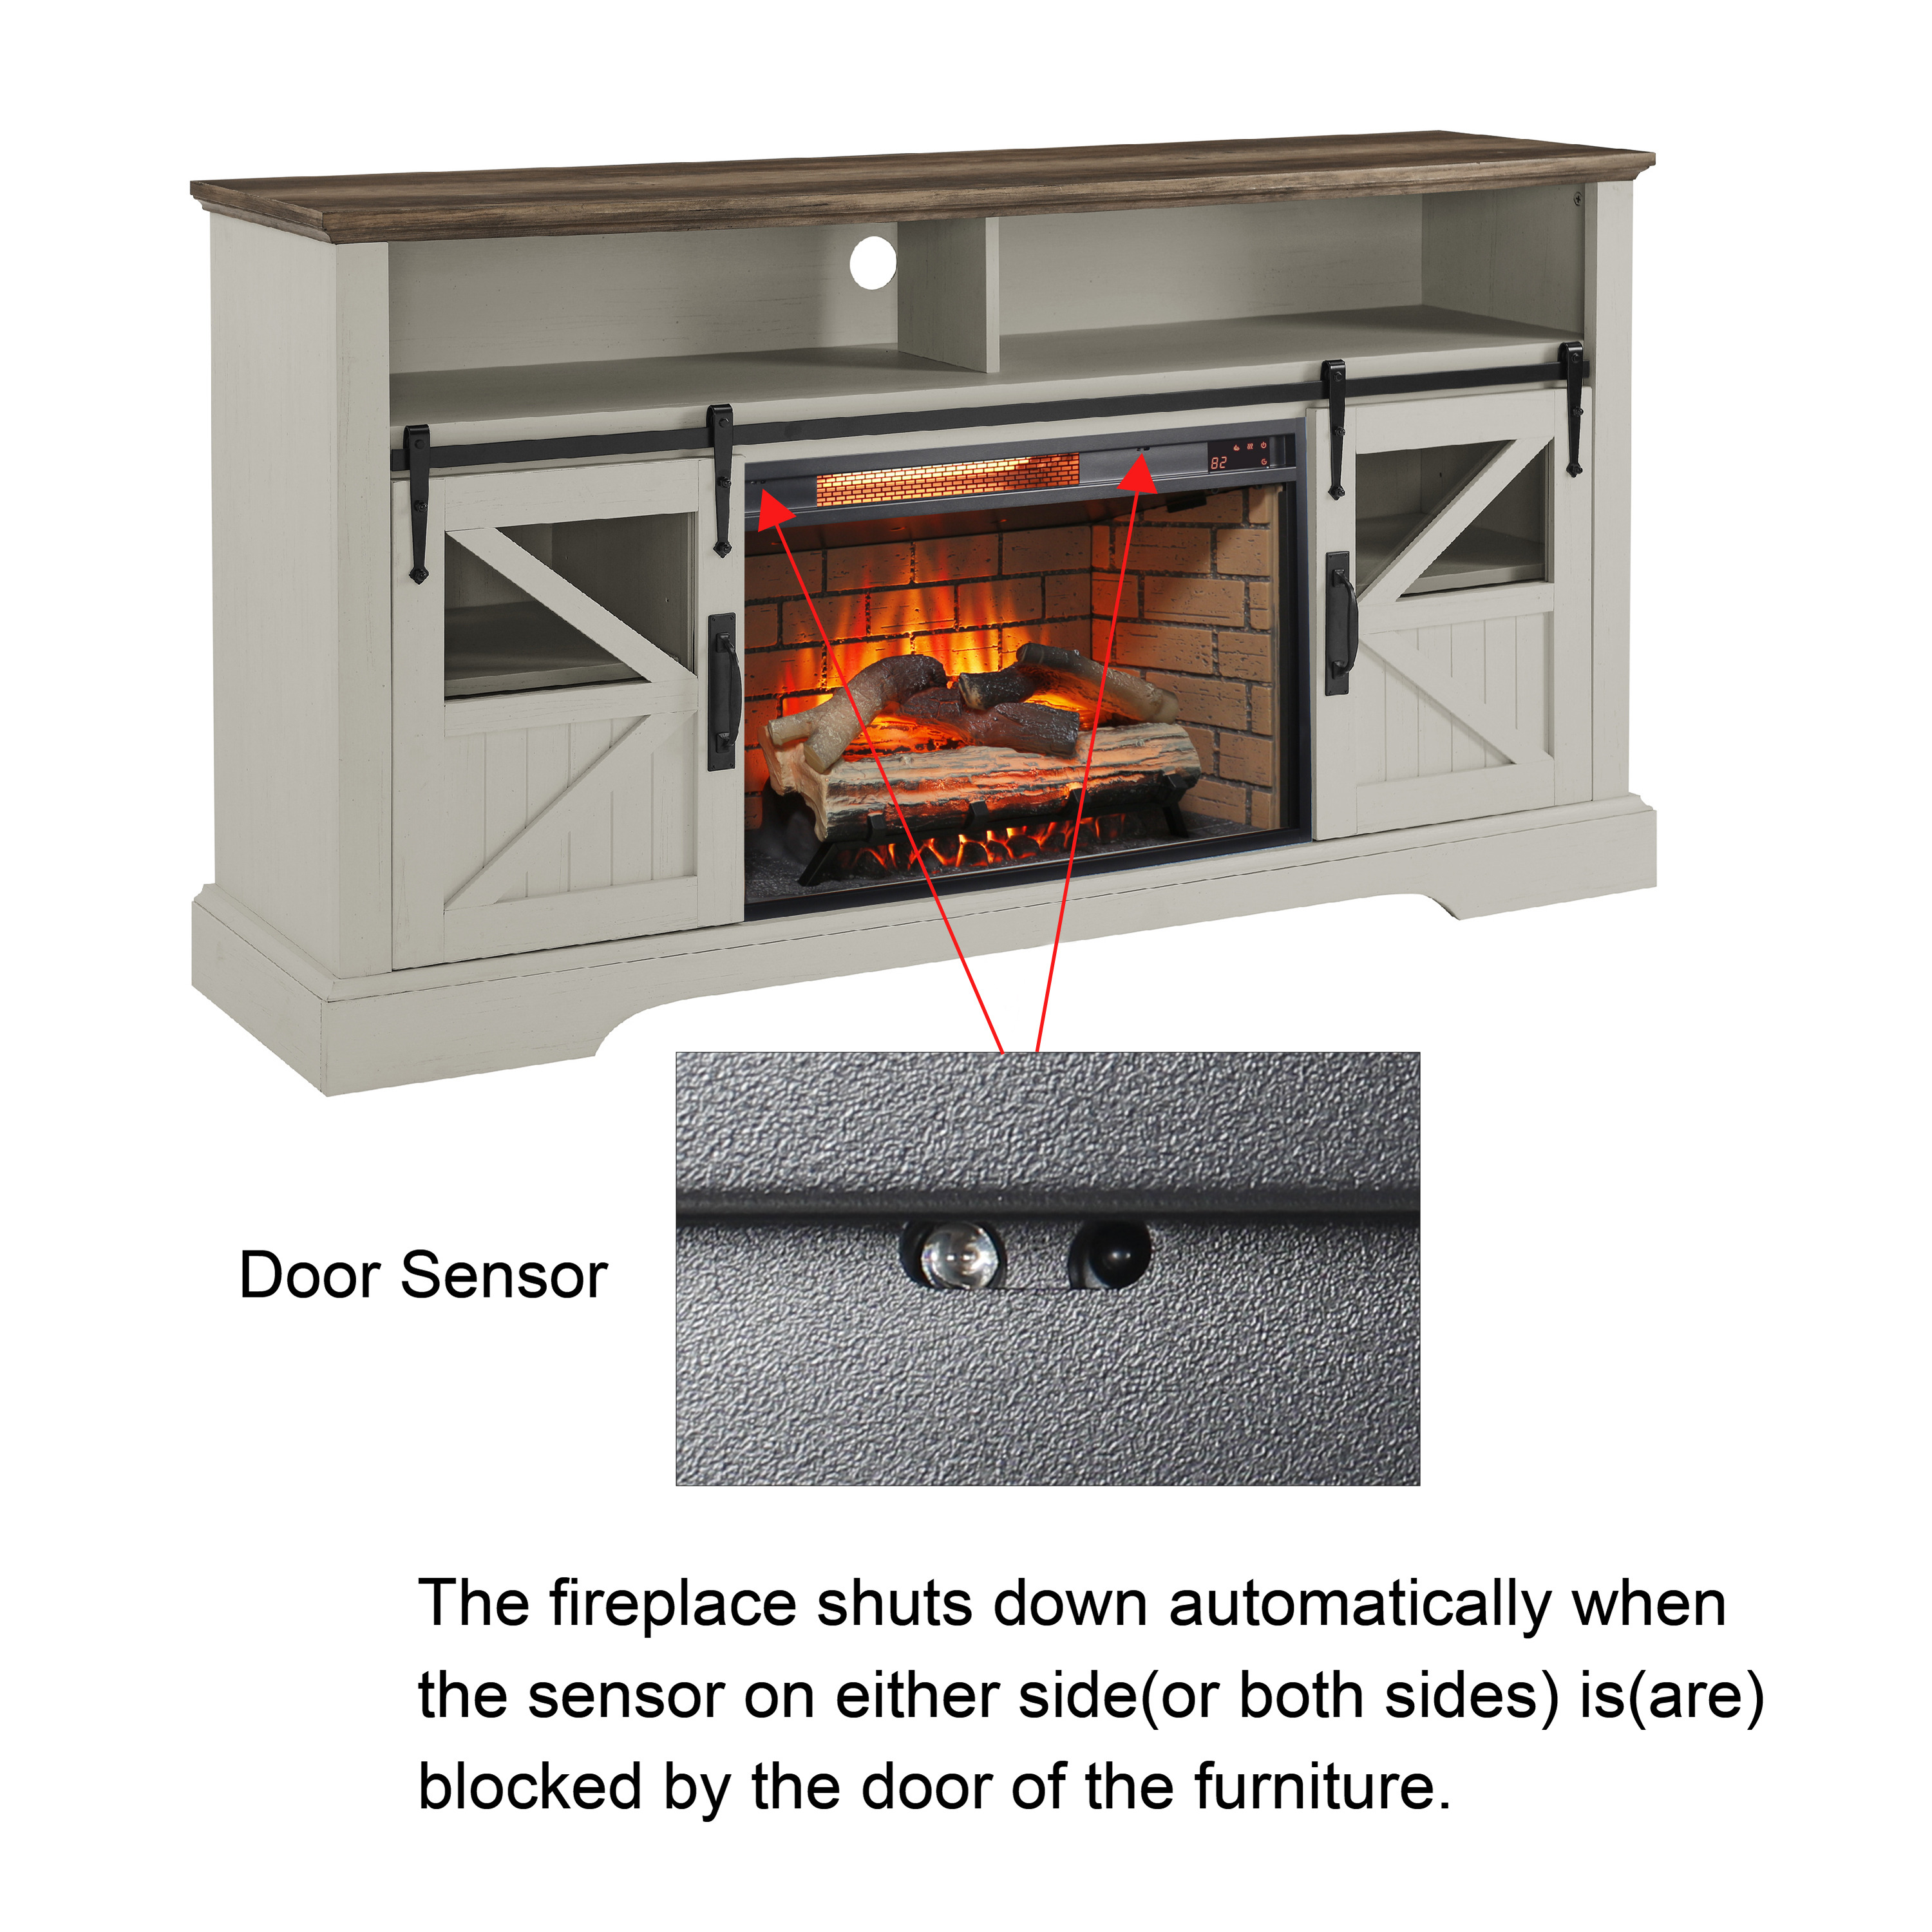 82
Door Sensor
The fireplace shuts down automatically when
the sensor on either side(or both sides) is(are)
blocked by the door of the furniture.